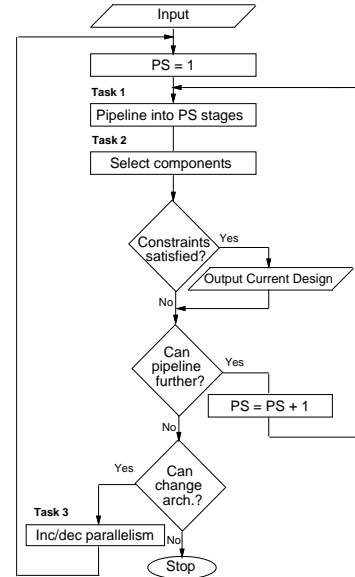 Input
PS = 1
Task 1
Pipeline into PS stages
Task 2
Select components
Constraints
satisfied?
Yes
Output Current Design
No
Can
pipeline
further?
Yes
PS = PS + 1
No
Can
change
arch.?
Yes
Task 3
Inc/dec parallelism
No
Stop